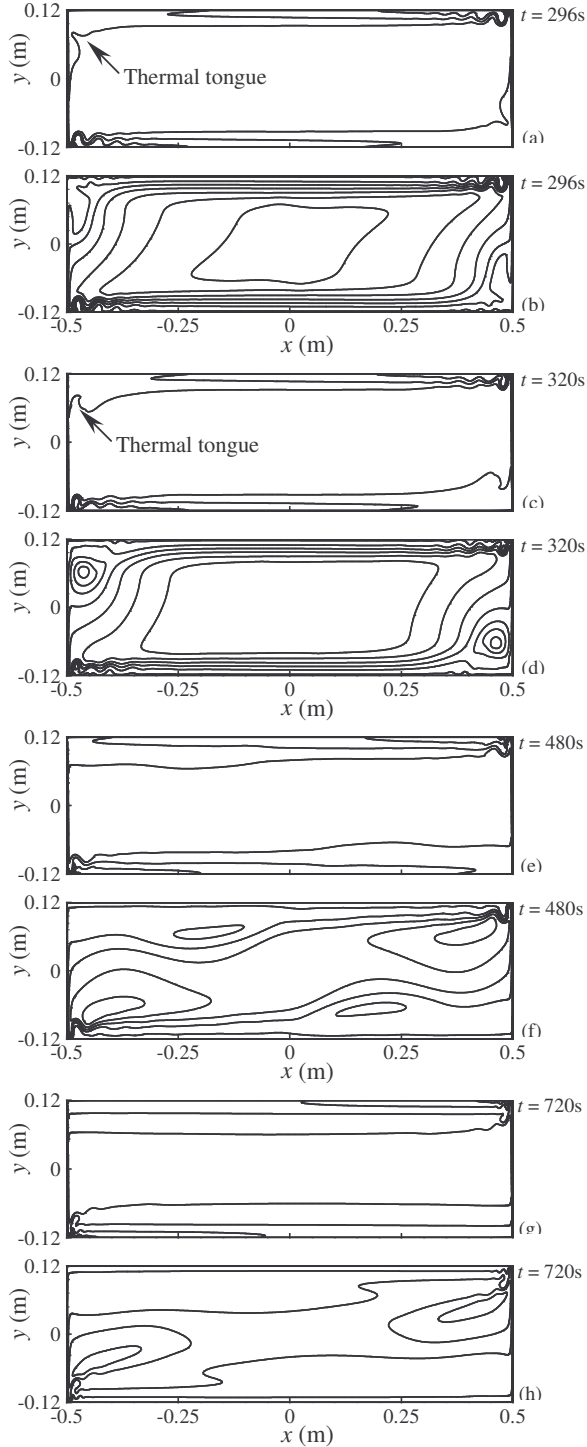 0.12
y (m)
0
-0.12
t = 296s
Thermal tongue
(a)
0.12
y (m)
0
-0.12
t = 296s
(b)
-0.5 -0.25 0 0.25 0.5
x (m)
0.12
y (m)
0
-0.12
t = 320s
Thermal tongue
(c)
0.12
y (m)
0
-0.12
t = 320s
(d)
-0.5 -0.25 0 0.25 0.5
x (m)
0.12
y (m)
0
-0.12
t = 480s
(e)
0.12
y (m)
0
-0.12
t = 480s
(f)
-0.5 -0.25 0 0.25 0.5
x (m)
0.12
y (m)
0
-0.12
t = 720s
(g)
0.12
y (m)
0
-0.12
t = 720s
(h)
-0.5 -0.25 0 0.25 0.5
x (m)